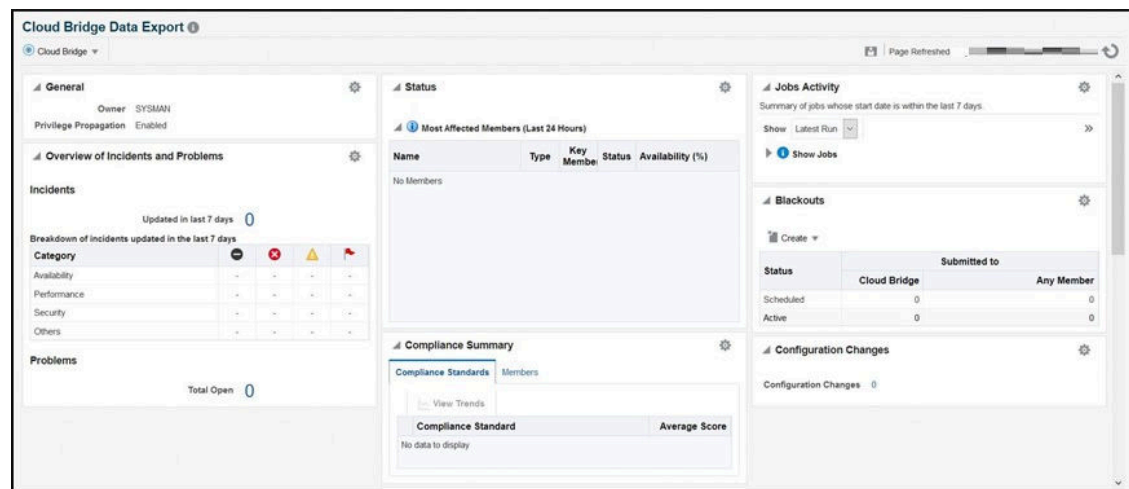 Cloud Bridge Data Export
Cloud Bridge
Page Refreshed
General
Owner SYSMAN
Privilege Propagation Enabled
Overview of Incidents and Problems
Incidents
Updated in last 7 days 0
Breakdown of incidents updated in the last 7 days
Category
Availability - - - -
Performance - - - -
Security - - - -
Others - - - -
Problems
Total Open 0
Status
Most Affected Members (Last 24 Hours)
Name Type Key Membe Status Availability (%)
No Members
Compliance Summary
Compliance Standards Members
View Trends
Compliance Standard Average Score
No data to display
Jobs Activity
Summary of jobs whose start date is within the last 7 days.
Show Latest Run
Show Jobs
Blackouts
Create
Status Submitted to
Cloud Bridge Any Member
Scheduled 0 0
Active 0 0
Configuration Changes
Configuration Changes 0